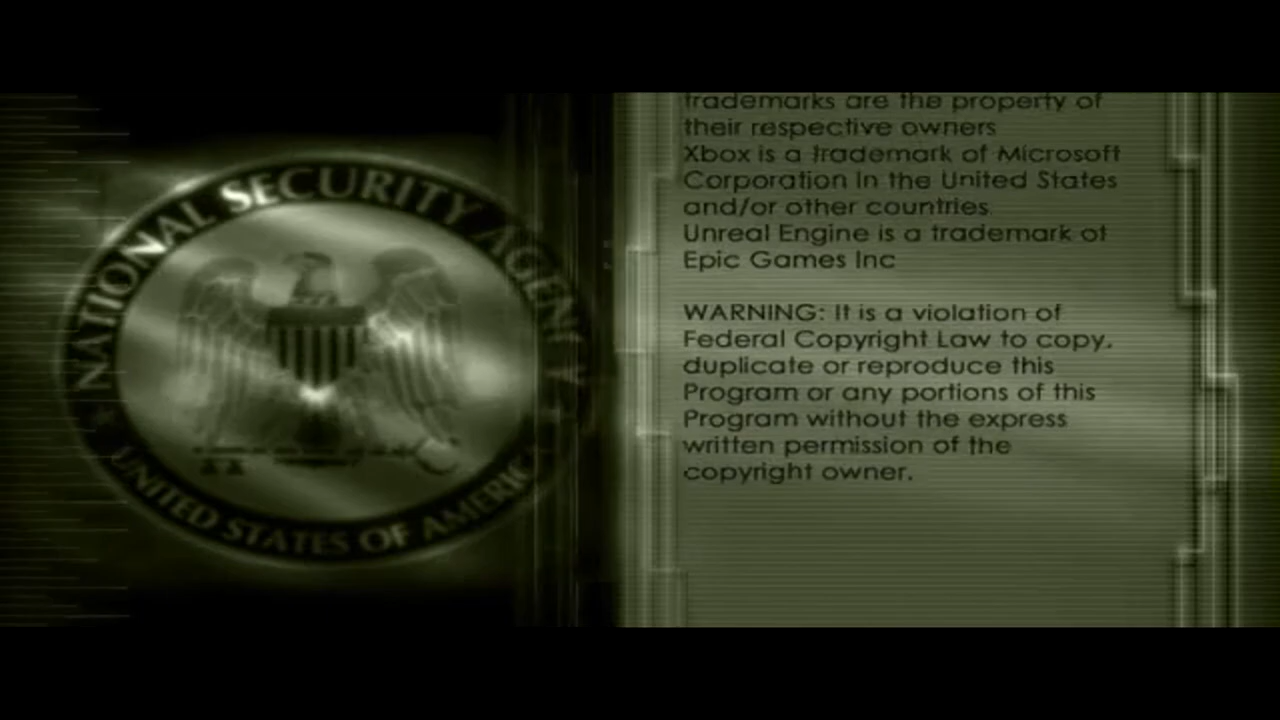 NATIONAL SECURITY AGENCY
UNITED STATES OF AMERICA
trademarks are the property of
their respective owners
Xbox is a trademark of Microsoft
Corporation in the United States
and/or other countries
Unreal Engine is a trademark of
Epic Games Inc
WARNING: It is a violation of
Federal Copyright Law to copy,
duplicate or reproduce this
Program or any portions of this
Program without the express
written permission of the
copyright owner.